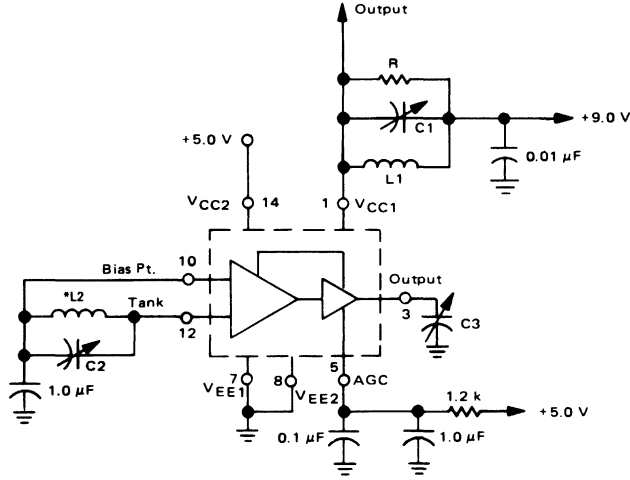 Output
R
C1
+9.0 V
0.01 µF
L1
+5.0 V
VCC2 14
1 VCC1
Bias Pt. 10
*L2
Tank
12
Output
3
C3
C2
1.0 µF
7
VEE1
8
VEE2
5
AGC
1.2 k
+5.0 V
0.1 µF
1.0 µF